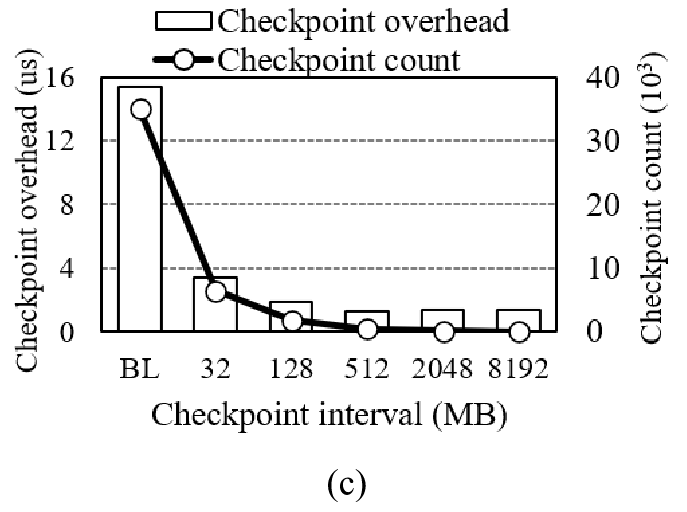 Checkpoint overhead
Checkpoint count
Checkpoint overhead (us)
16
12
8
4
0
40
30
20
10
0
Checkpoint count (10³)
BL 32 128 512 2048 8192
Checkpoint interval (MB)
(c)